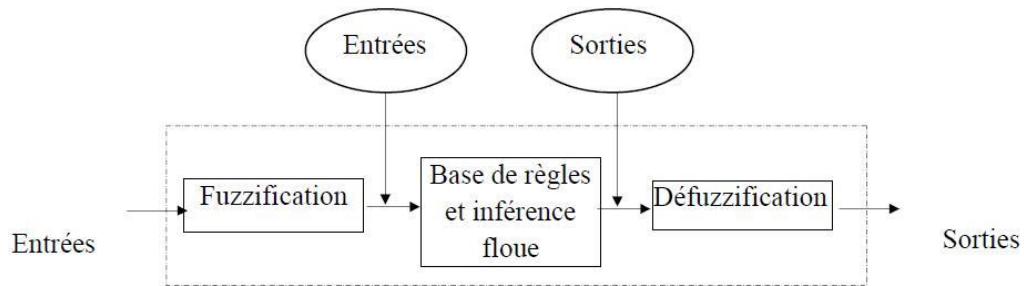 Entrées
Sorties
Fuzzification
Base de règles
et inférence
floue
Défuzzification
Entrées
Sorties